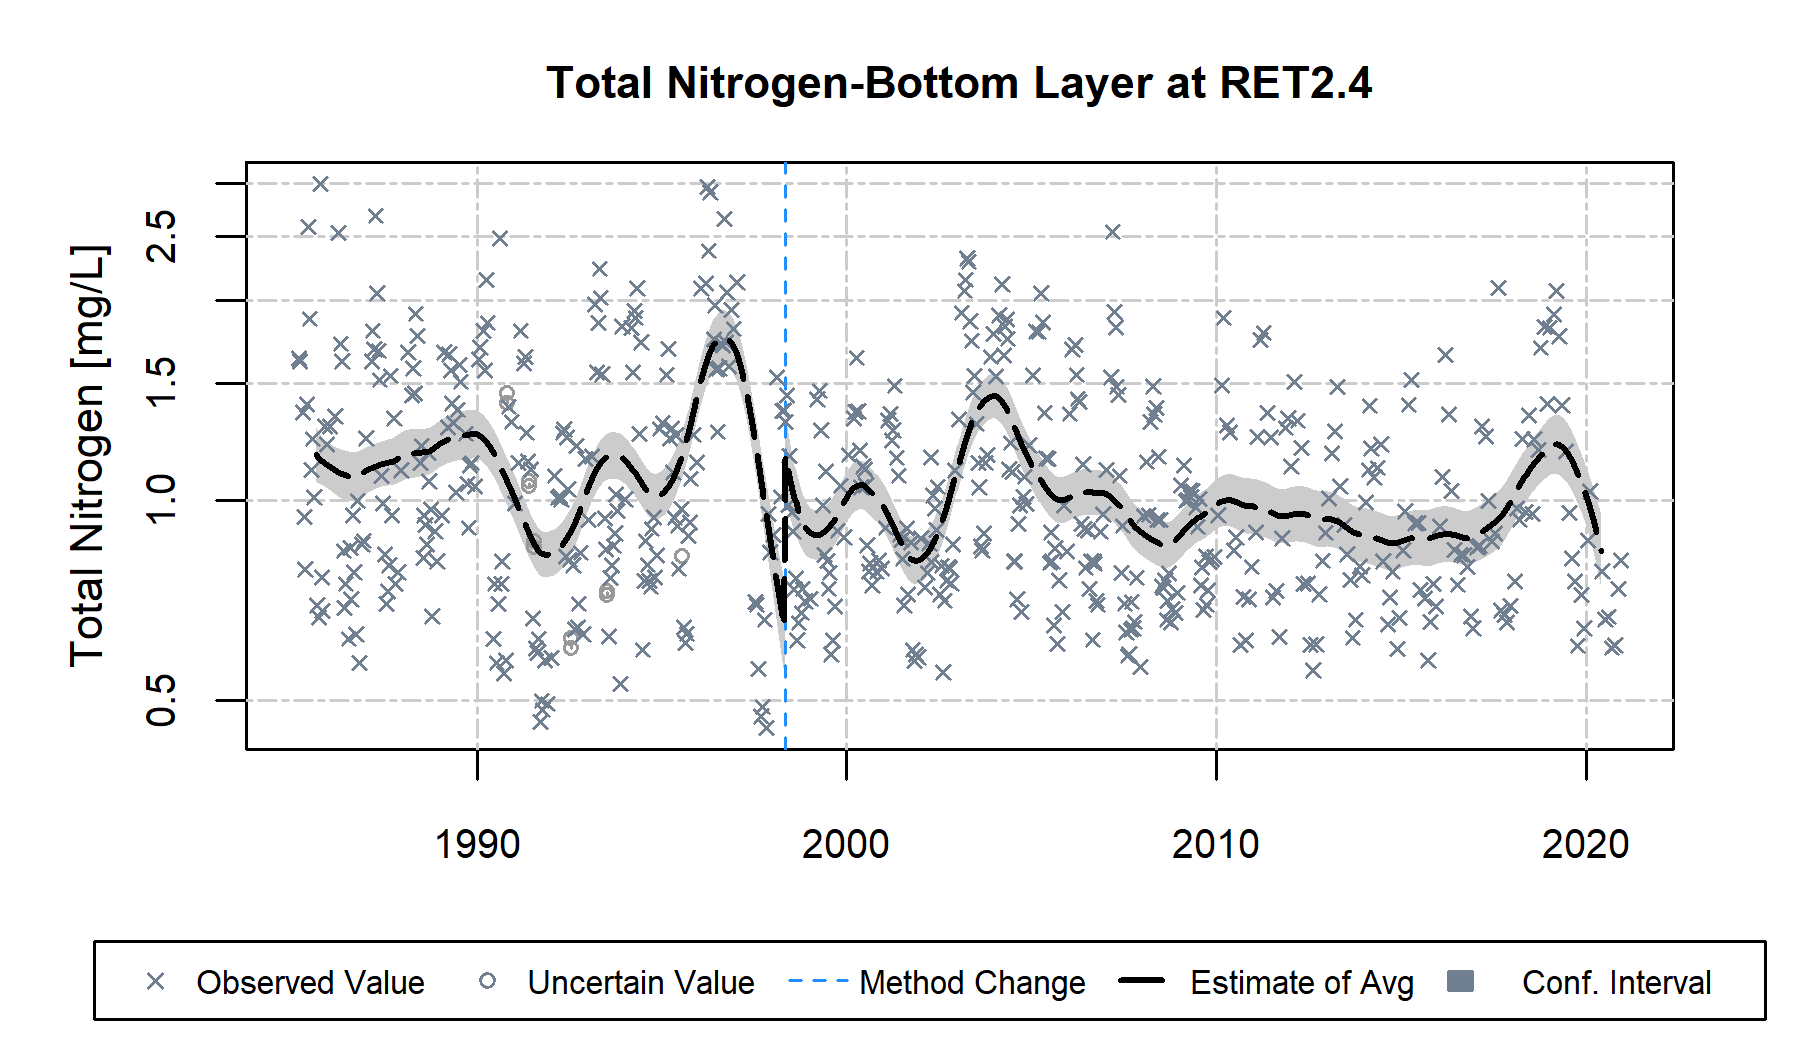 Total Nitrogen-Bottom Layer at RET2.4
Total Nitrogen [mg/L]
2.5
1.5
1.0
0.5
1990 2000 2010 2020
Observed Value Uncertain Value Method Change Estimate of Avg Conf. Interval